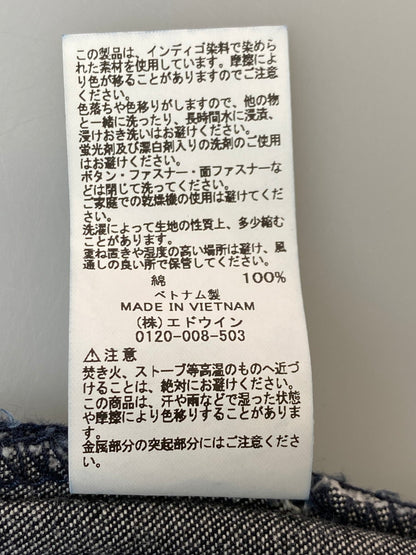 この製品は、インディゴ染料で染めら
れた素材を使用しています。摩擦によ
り色が移ることがありますのでご注意
ください。
色落ちや色移りがしますので、他の物
と一緒に洗ったり、長時間水に浸漬、
浸けおき洗いはお避けください。
蛍光剤及び漂白剤入りの洗剤のご使用
はお避けください。
ボタン・ファスナー・面ファスナーな
どは閉じて洗ってください。
ご家庭での乾燥機の使用は避けてくだ
さい。
洗濯によって生地の性質上、多少縮む
ことがあります。
重ね置きや湿度の高い場所は避け、風
通しの良い所で保管してください。
綿 100%
ベトナム製
MADE IN VIETNAM
(株)エドウイン
0120-008-503
⚠注意
焚き火、ストーブ等高温のものへ近づ
けることは、絶対にお避けください。
この商品は、汗や雨などで湿った状態
や摩擦により色移りすることがありま
す。
金属部分の突起部分にはご注意くださ
い。